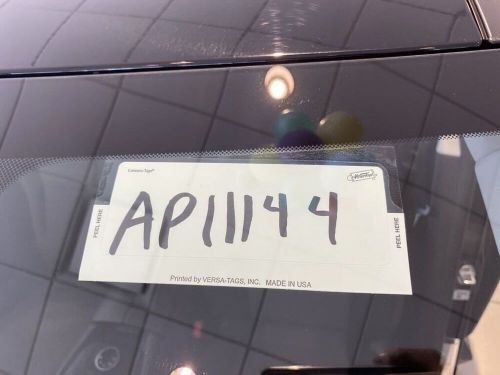 PEEL HERE
AP11144
PEEL HERE
Printed by VERSA-TAGS, INC. MADE IN USA